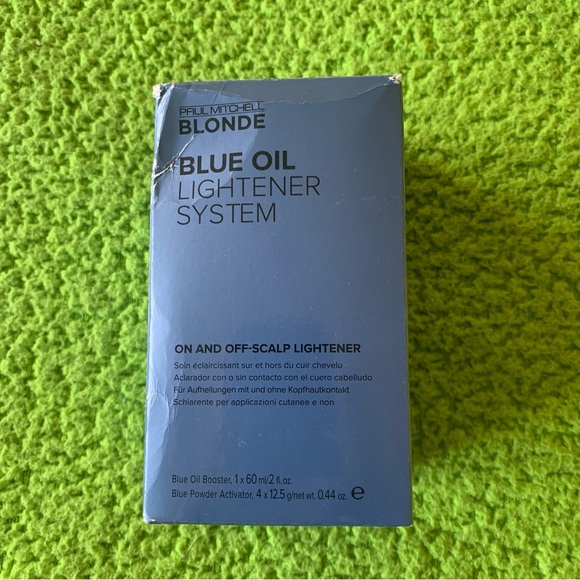 PAUL MITCHELL
BLONDE
BLUE OIL
LIGHTENER
SYSTEM
ON AND OFF-SCALP LIGHTENER
Soin éclaircissant sur et hors du cuir chevelu
Aclarador con o sin contacto con el cuero cabelludo
Für Aufhellungen mit und ohne Kopfhautkontakt
Schiarente per applicazioni cutanee e non
Blue Oil Booster, 1 x 60 ml/2 fl. oz.
Blue Powder Activator, 4 x 12.5 g/net wt. 0.44 oz. ℮